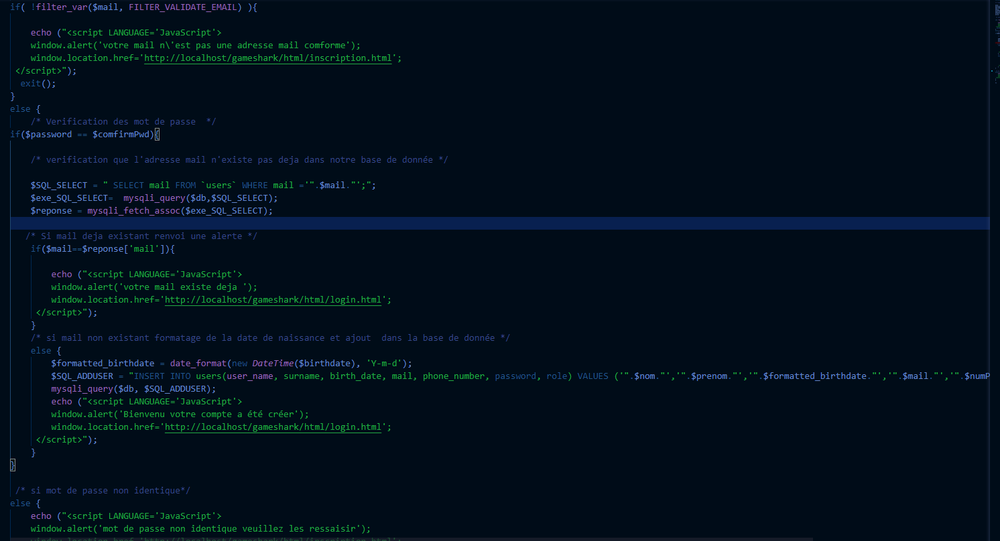 if( !filter_var($mail, FILTER_VALIDATE_EMAIL) ){
echo ("<script LANGUAGE='JavaScript'>
window.alert('votre mail n\'est pas une adresse mail comforme');
window.location.href='http://localhost/gameshark/html/inscription.html';
</script>");
exit();
}
else {
/* Verification des mot de passe  */
if($password == $comfirmPwd){
/* verification que l'adresse mail n'existe pas deja dans notre base de donnée */
$SQL_SELECT = " SELECT mail FROM `users` WHERE mail ='".$mail."';";
$exe_SQL_SELECT=  mysqli_query($db,$SQL_SELECT);
$reponse = mysqli_fetch_assoc($exe_SQL_SELECT);
/* Si mail deja existant renvoi une alerte */
if($mail==$reponse['mail']){
echo ("<script LANGUAGE='JavaScript'>
window.alert('votre mail existe deja ');
window.location.href='http://localhost/gameshark/html/login.html';
</script>");
}
/* si mail non existant formatage de la date de naissance et ajout  dans la base de donnée */
else {
$formatted_birthdate = date_format(new DateTime($birthdate), 'Y-m-d');
$SQL_ADDUSER = "INSERT INTO users(user_name, surname, birth_date, mail, phone_number, password, role) VALUES ('".$nom."','".$prenom."','".$formatted_birthdate."','".$mail."','".$numP
mysqli_query($db, $SQL_ADDUSER);
echo ("<script LANGUAGE='JavaScript'>
window.alert('Bienvenu votre compte a été créer');
window.location.href='http://localhost/gameshark/html/login.html';
</script>");
}
}
/* si mot de passe non identique*/
else {
echo ("<script LANGUAGE='JavaScript'>
window.alert('mot de passe non identique veuillez les ressaisir');
window.location.href='http://localhost/gameshark/html/inscription.html';